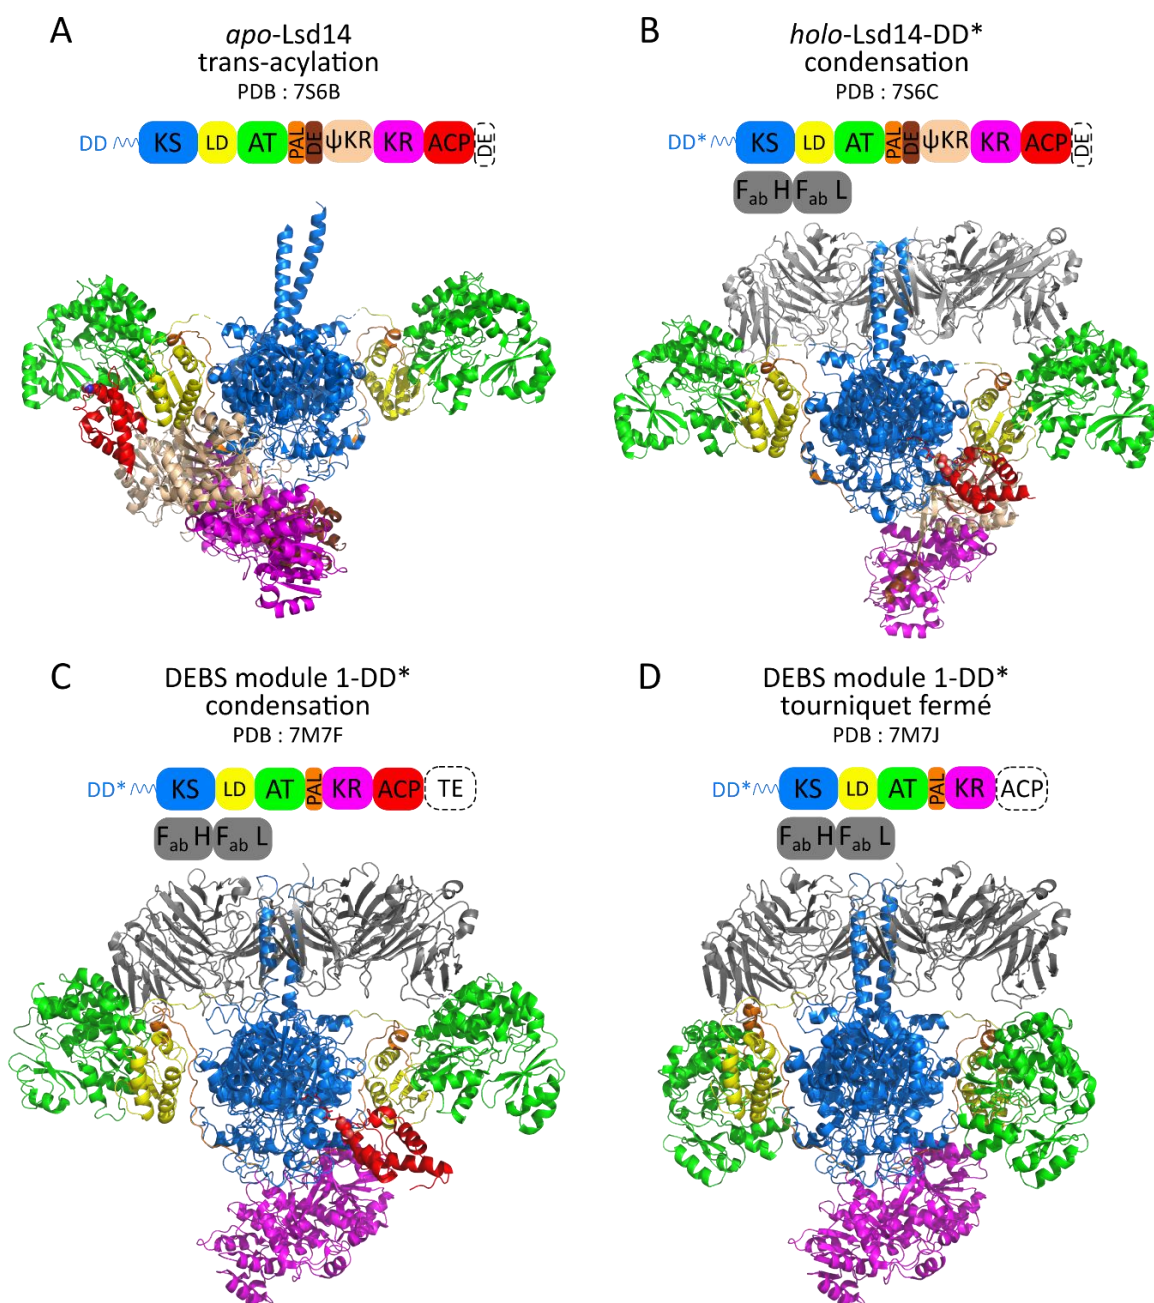 A
apo-Lsd14
trans-acylation
PDB : 7S6B
DD KS LD AT PAL DE ψKR KR ACP DE
B
holo-Lsd14-DD*
condensation
PDB : 7S6C
DD* KS LD AT PAL DE ψKR KR ACP DE
Fab H Fab L
C
DEBS module 1-DD*
condensation
PDB : 7M7F
DD* KS LD AT PAL KR ACP TE
Fab H Fab L
D
DEBS module 1-DD*
tourniquet fermé
PDB : 7M7J
DD* KS LD AT PAL KR ACP
Fab H Fab L